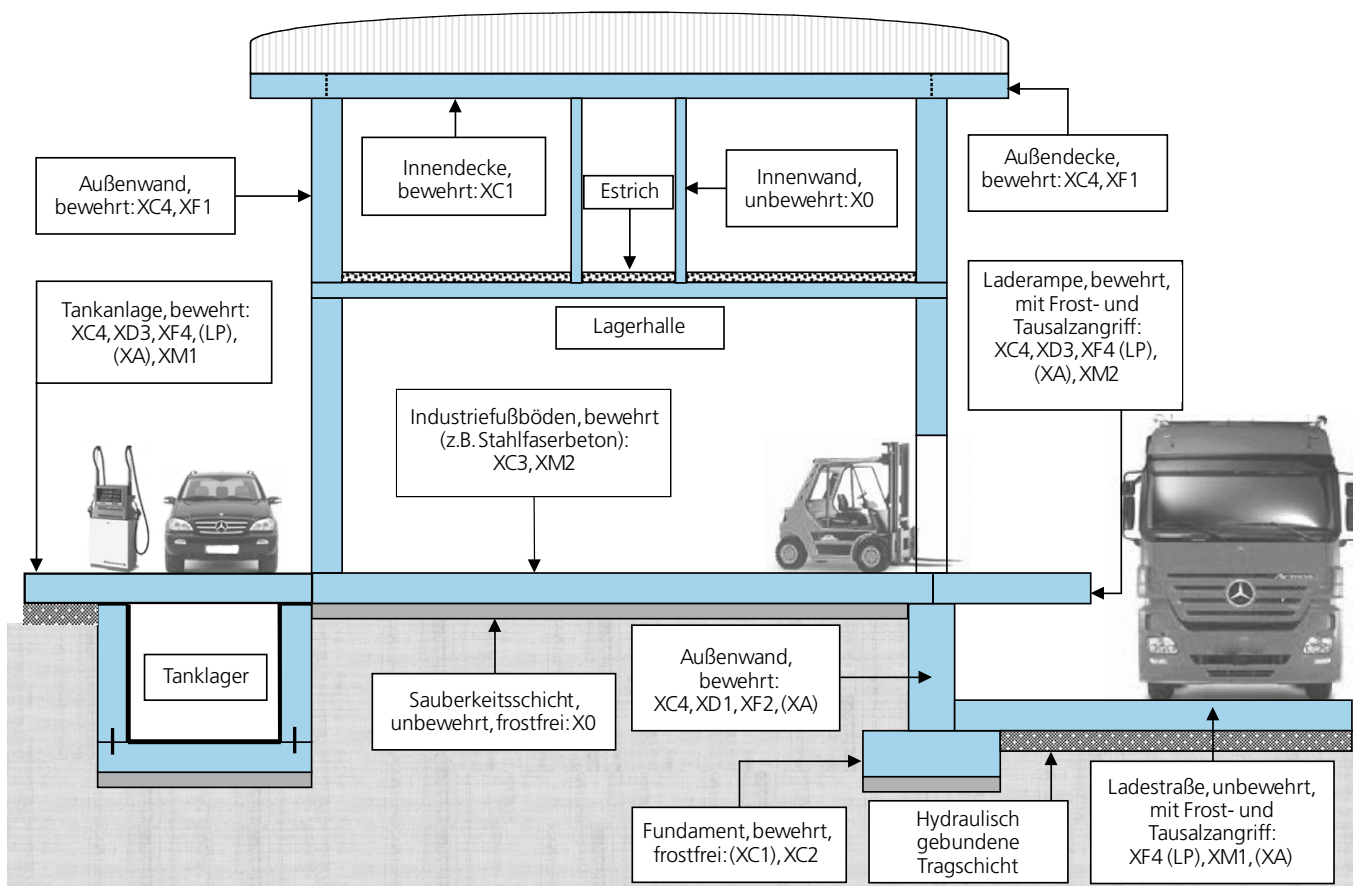 Innendecke,
bewehrt: XC1
Estrich
Innenwand,
unbewehrt: X0
Außendecke,
bewehrt: XC4, XF1
Außenwand,
bewehrt: XC4, XF1
Tankanlage, bewehrt:
XC4, XD3, XF4, (LP),
(XA), XM1
Lagerhalle
Laderampe, bewehrt,
mit Frost- und
Tausalzangriff:
XC4, XD3, XF4 (LP),
(XA), XM2
Industriefußböden, bewehrt
(z.B. Stahlfaserbeton):
XC3, XM2
Actros
Tanklager
Sauberkeitsschicht,
unbewehrt, frostfrei: X0
Außenwand,
bewehrt:
XC4, XD1, XF2, (XA)
Fundament, bewehrt,
frostfrei: (XC1), XC2
Hydraulisch
gebundene
Tragschicht
Ladestraße, unbewehrt,
mit Frost- und
Tausalzangriff:
XF4 (LP), XM1, (XA)